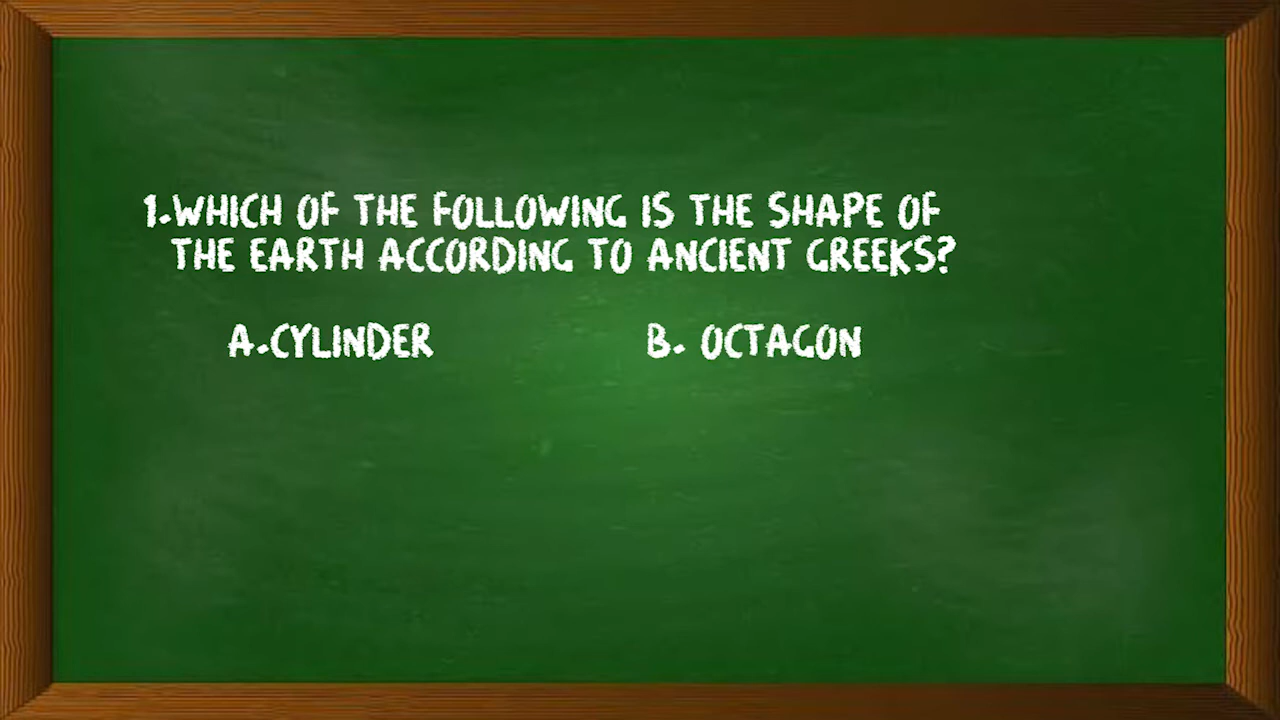 1.WHICH OF THE FOLLOWING IS THE SHAPE OF
THE EARTH ACCORDING TO ANCIENT GREEKS?
A.CYLINDER B. OCTAGON